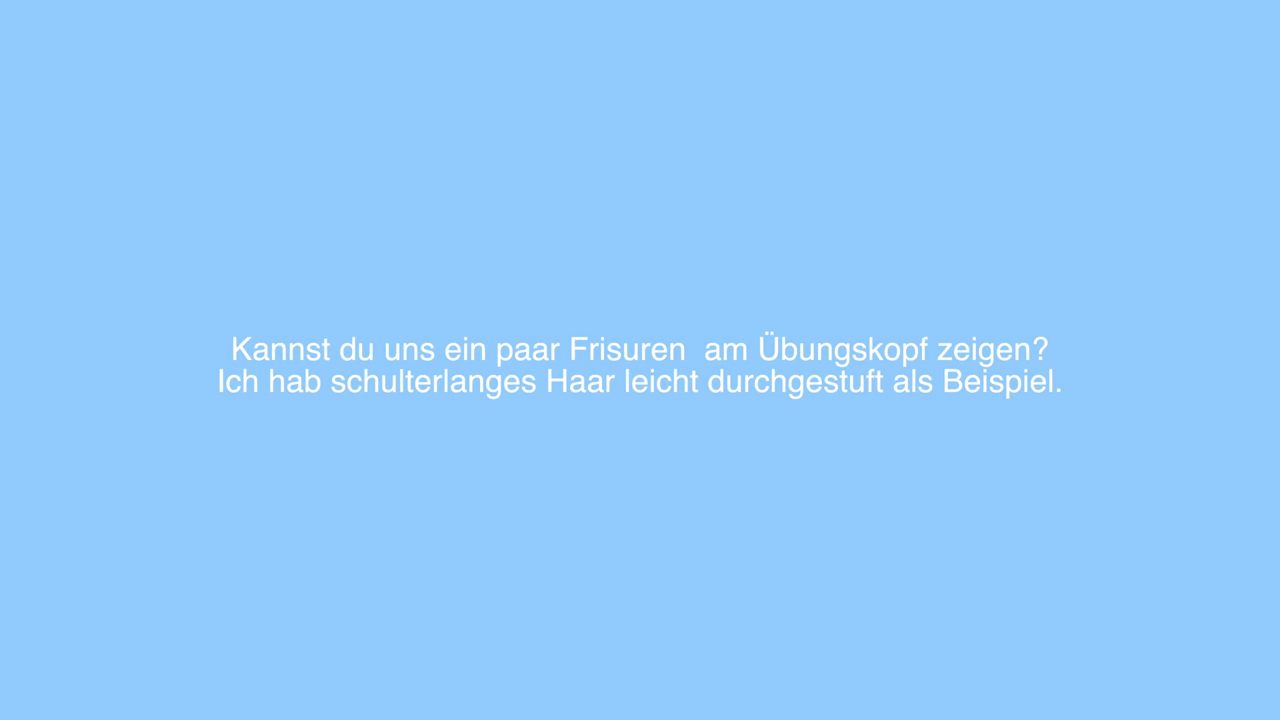 Kannst du uns ein paar Frisuren  am Übungskopf zeigen?
Ich hab schulterlanges Haar leicht durchgestuft als Beispiel.